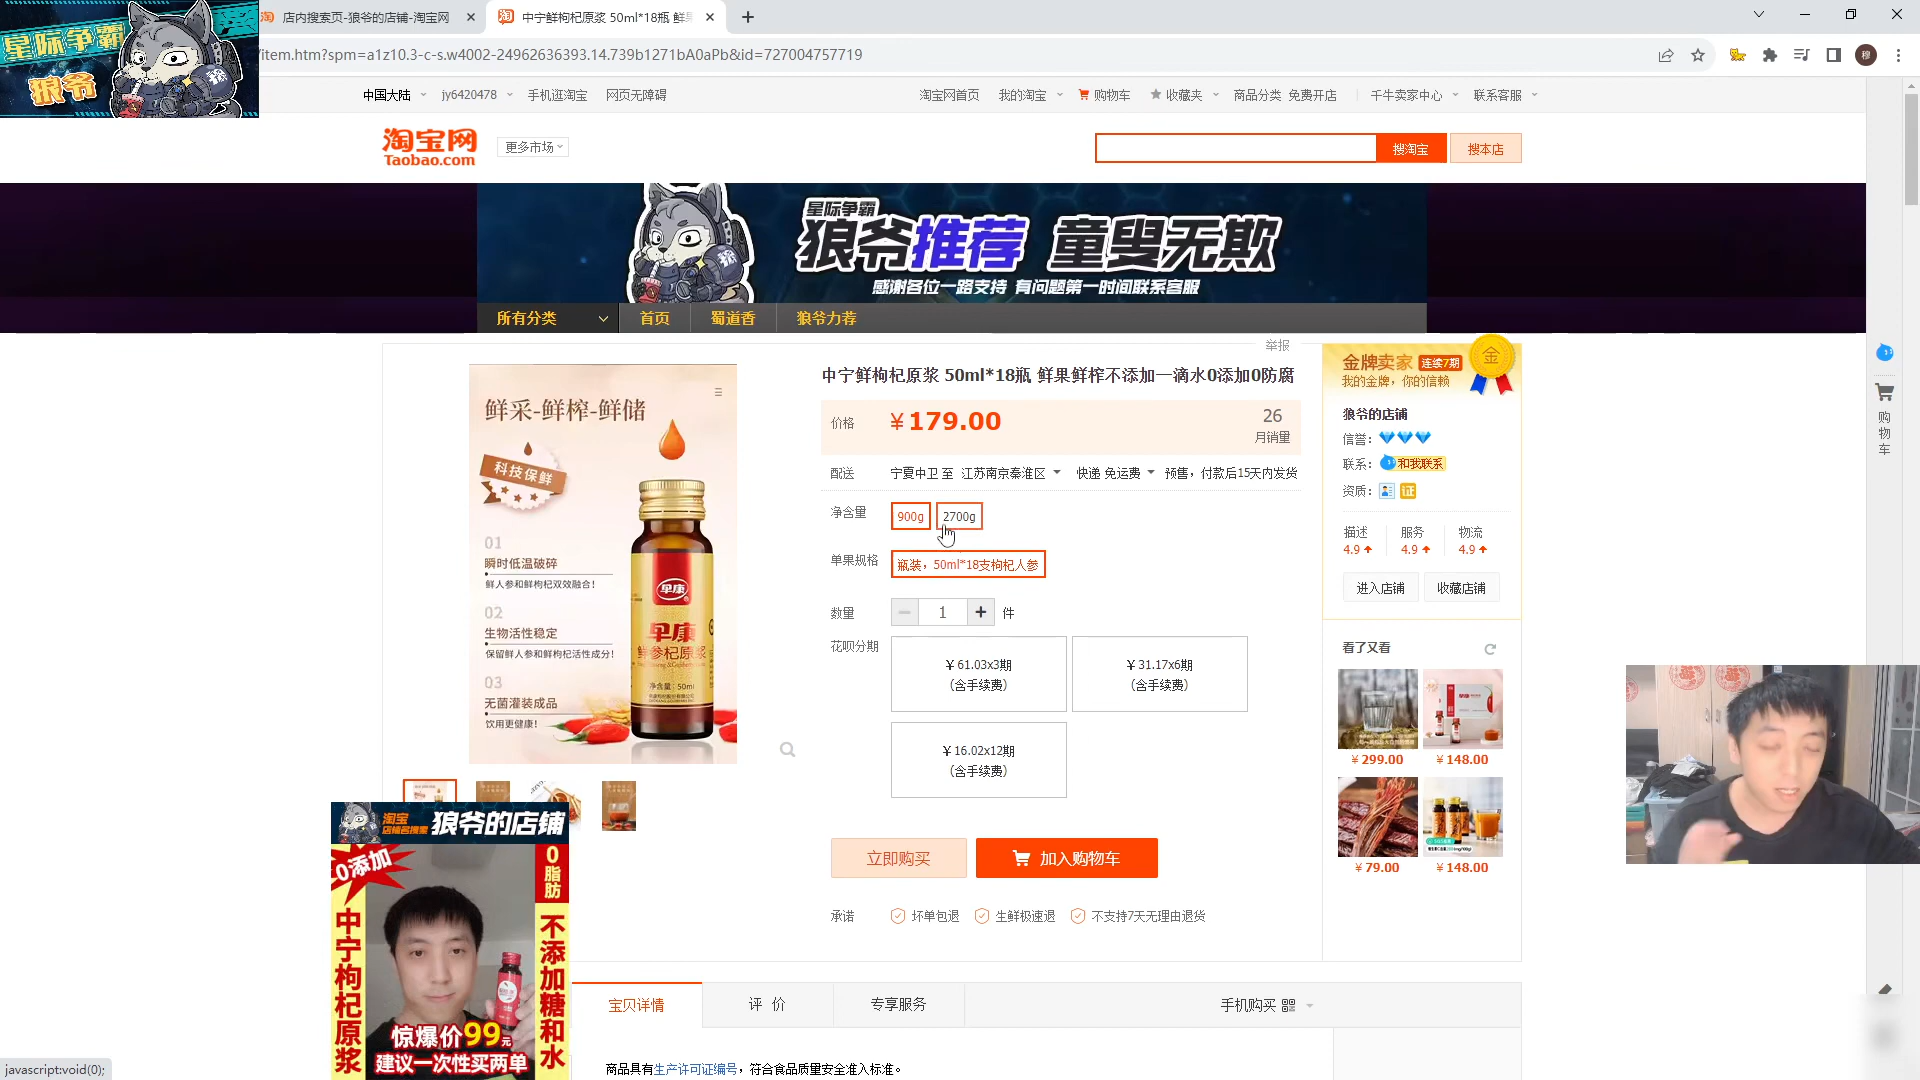 星际争霸
狼爷
店内搜索页-狼爷的店铺-淘宝网
中宁鲜枸杞原浆 50ml*18瓶 鲜果
/item.htm?spm=a1z10.3-c-s.w4002-24962636393.14.739b1271bA0aPb&id=727004757719
穆
中国大陆
jy6420478
手机逛淘宝
网页无障碍
淘宝网首页
我的淘宝
购物车
收藏夹
商品分类
免费开店
千牛卖家中心
联系客服
淘宝网
Taobao.com
更多市场
搜淘宝
搜本店
星际争霸
狼爷推荐 童叟无欺
感谢各位一路支持 有问题第一时间联系客服
所有分类
首页
蜀道香
狼爷力荐
举报
鲜采-鲜榨-鲜储
科技保鲜
01
瞬时低温破碎
鲜人参和鲜枸杞双效融合!
02
生物活性稳定
保留鲜人参和鲜枸杞活性成分!
03
无菌灌装成品
饮用更健康!
早康
早康
鲜参杞原浆
净含量:50ml
中宁鲜枸杞原浆 50ml*18瓶 鲜果鲜榨不添加一滴水0添加0防腐
价格
¥179.00
26
月销量
配送
宁夏中卫 至 江苏南京秦淮区
快递 免运费
预售，付款后15天内发货
净含量
900g
2700g
单果规格
瓶装，50ml*18支枸杞人参
数量
1
件
花呗分期
¥ 61.03x3期
（含手续费）
¥ 31.17x6期
（含手续费）
¥ 16.02x12期
（含手续费）
立即购买
加入购物车
承诺
坏单包退
生鲜极速退
不支持7天无理由退货
金牌卖家 连续7期
金
我的金牌，你的信赖
狼爷的店铺
信誉：
联系：
和我联系
资质：
证
描述
服务
物流
4.9
4.9
4.9
进入店铺
收藏店铺
看了又看
¥ 299.00
¥ 148.00
¥ 79.00
¥ 148.00
购物车
淘宝
店铺名搜索
狼爷的店铺
0添加
0脂肪
中宁枸杞原浆
不添加糖和水
惊爆价99元
建议一次性买两单
宝贝详情
评 价
专享服务
手机购买
商品具有生产许可证编号，符合食品质量安全准入标准。
javascript:void(0);